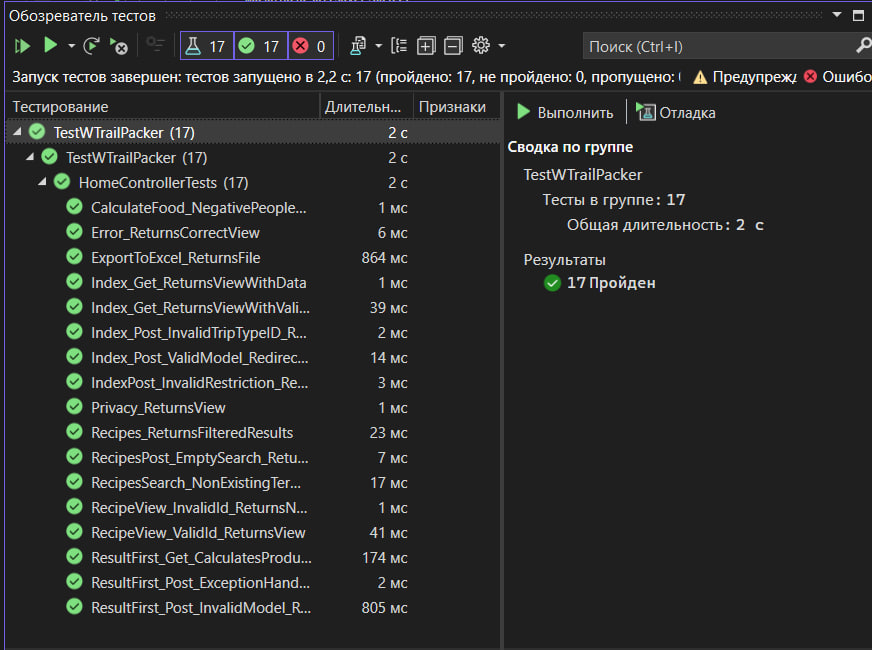 Обозреватель тестов
17 17 0
Поиск (Ctrl+I)
Запуск тестов завершен: тестов запущено в 2,2 с: 17 (пройдено: 17, не пройдено: 0, пропущено: Предупрежд Ошибо
Тестирование Длительн... Признаки
TestWTrailPacker (17) 2 с
TestWTrailPacker (17) 2 с
HomeControllerTests (17) 2 с
CalculateFood_NegativePeople... 1 мс
Error_ReturnsCorrectView 6 мс
ExportToExcel_ReturnsFile 864 мс
Index_Get_ReturnsViewWithData 1 мс
Index_Get_ReturnsViewWithVali... 39 мс
Index_Post_InvalidTripTypeID_R... 2 мс
Index_Post_ValidModel_Redirec... 14 мс
IndexPost_InvalidRestriction_Re... 3 мс
Privacy_ReturnsView 1 мс
Recipes_ReturnsFilteredResults 23 мс
RecipesPost_EmptySearch_Retu... 7 мс
RecipesSearch_NonExistingTer... 17 мс
RecipeView_InvalidId_ReturnsN... 1 мс
RecipeView_ValidId_ReturnsView 41 мс
ResultFirst_Get_CalculatesProdu... 174 мс
ResultFirst_Post_ExceptionHand... 2 мс
ResultFirst_Post_InvalidModel_R... 805 мс
Выполнить Отладка
Сводка по группе
TestWTrailPacker
Тесты в группе: 17
Общая длительность: 2 с
Результаты
17 Пройден